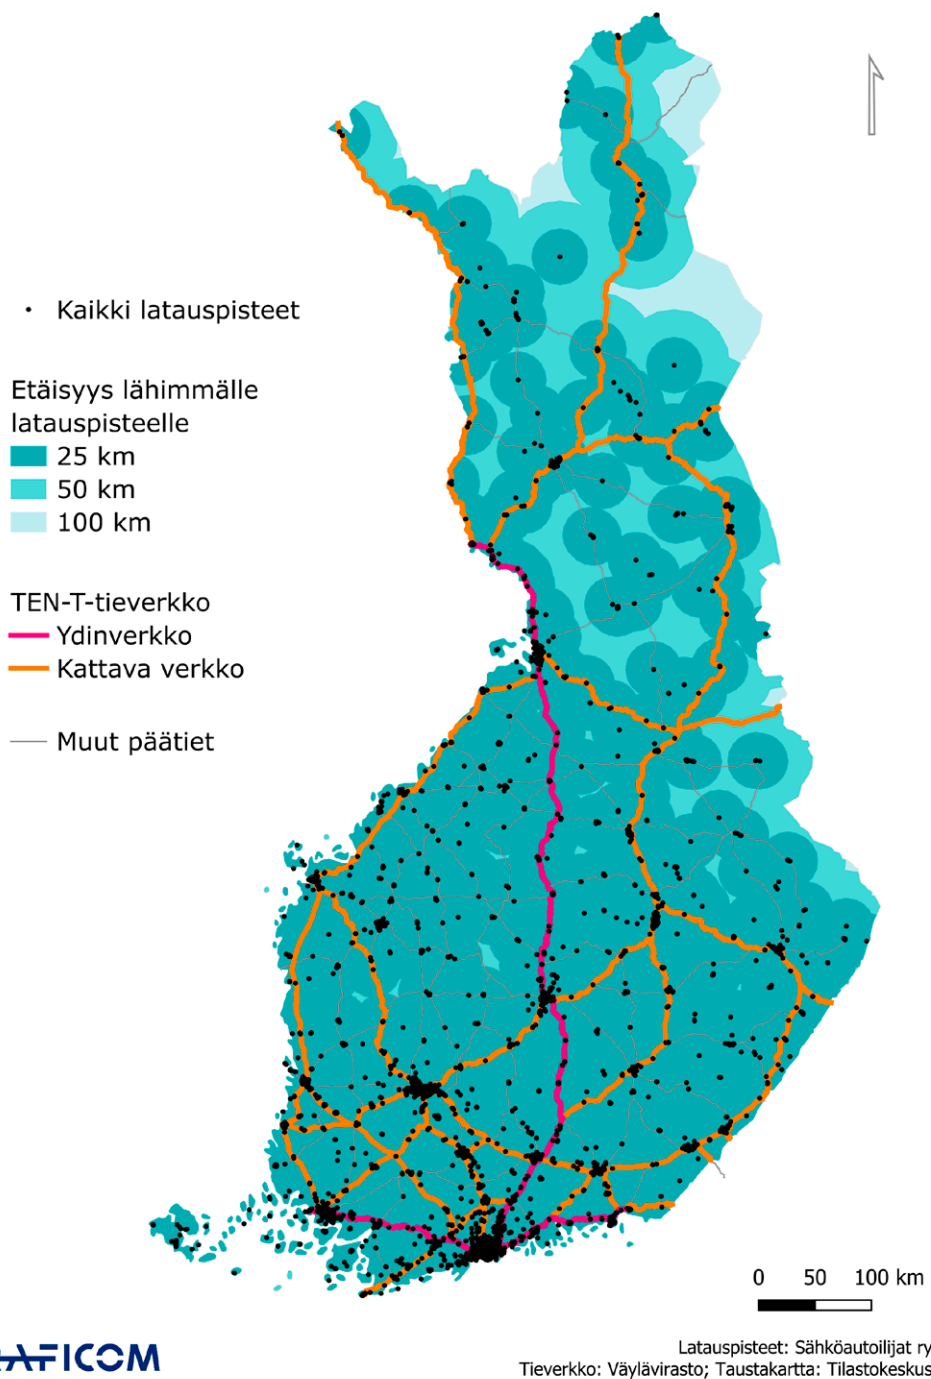 Kaikki latauspisteet
Etäisyys lähimmälle
latauspisteelle
25 km
50 km
100 km
TEN-T-tieverkko
Ydinverkko
Kattava verkko
Muut päätiet
0 50 100 km
RAFICOM
Latauspisteet: Sähköautoilijat ry
Tieverkko: Väylävirasto; Taustakartta: Tilastokeskus